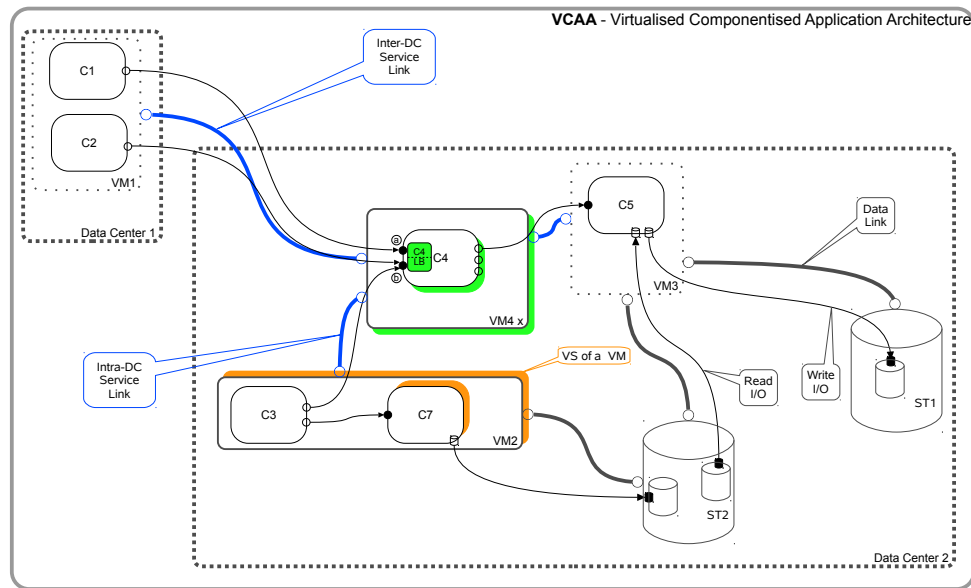 VCAA - Virtualised Componentised Application Architecture
Inter-DC
Service
Link
C1
C2
VM1
Data Center 1
C5
VM3
Data
Link
a
C4
LB
C4
b
VM4 x
Intra-DC
Service
Link
VS of a VM
C3
C7
VM2
Read
I/O
Write
I/O
ST1
ST2
Data Center 2